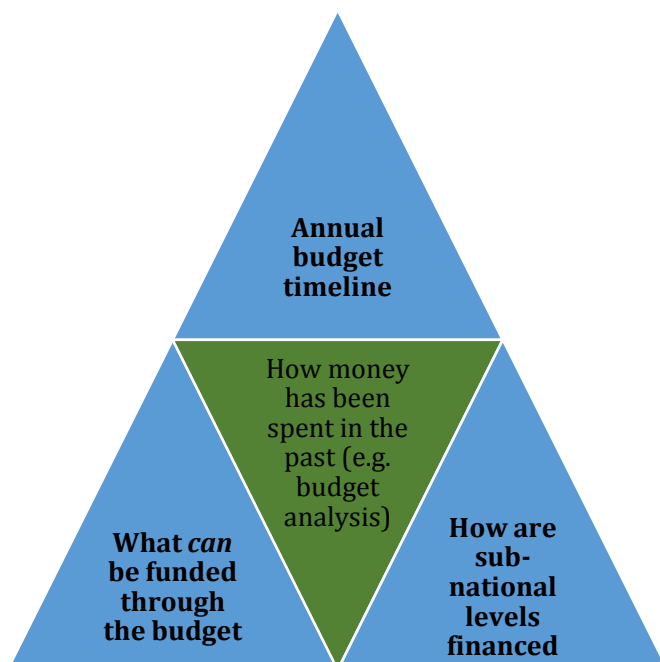 Annual
budget
timeline
How money
has been
spent in the
past (e.g.
budget
analysis)
What can
be funded
through
the budget
How are
sub-
national
levels
financed